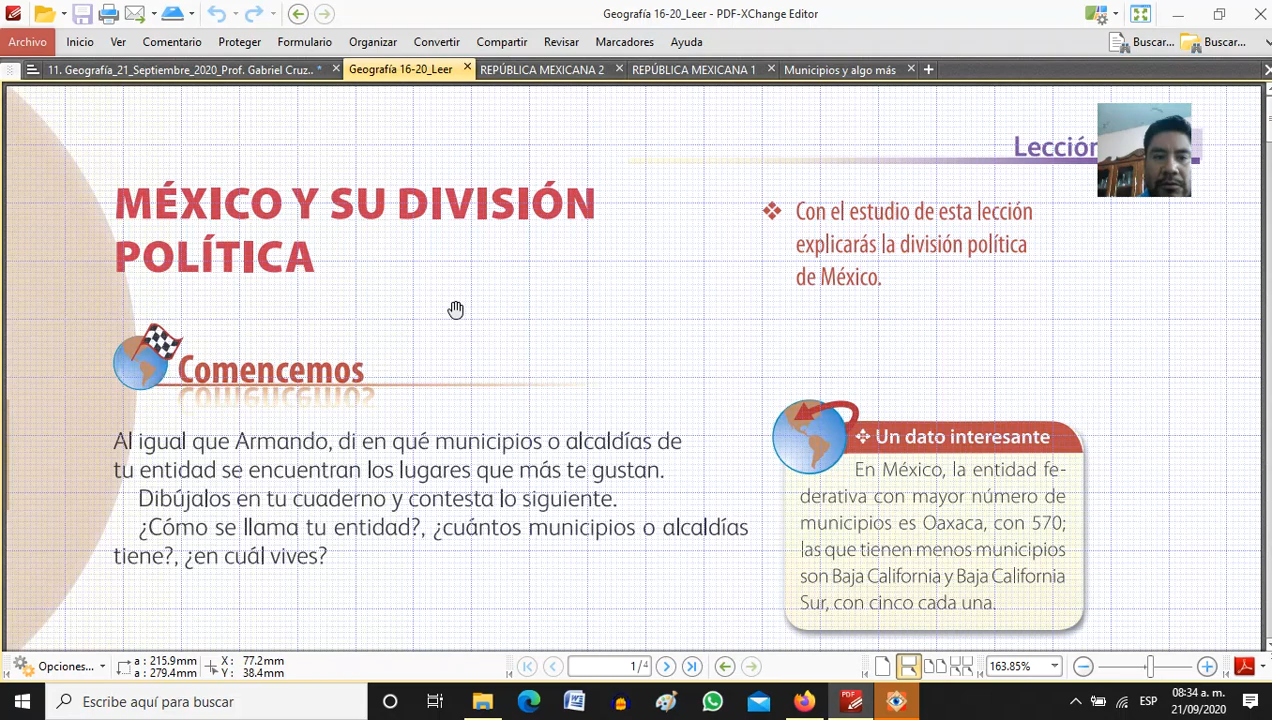 Geografía 16-20_Leer - PDF-XChange Editor
Archivo Inicio Ver Comentario Proteger Formulario Organizar Convertir Compartir Revisar Marcadores Ayuda Buscar... Buscar...
11. Geografía_21_Septiembre_2020_Prof. Gabriel Cruz.. * Geografía 16-20_Leer REPÚBLICA MEXICANA 2 REPÚBLICA MEXICANA 1 Municipios y algo más
Lección
MÉXICO Y SU DIVISIÓN
POLÍTICA
❖ Con el estudio de esta lección
explicarás la división política
de México.
Comencemos
Al igual que Armando, di en qué municipios o alcaldías de
tu entidad se encuentran los lugares que más te gustan.
Dibújalos en tu cuaderno y contesta lo siguiente.
¿Cómo se llama tu entidad?, ¿cuántos municipios o alcaldías
tiene?, ¿en cuál vives?
❖ Un dato interesante
En México, la entidad fe-
derativa con mayor número de
municipios es Oaxaca, con 570;
las que tienen menos municipios
son Baja California y Baja California
Sur, con cinco cada una.
Opciones... a : 215.9mm X : 77.2mm 1/4 163.85%
a : 279.4mm Y : 38.4mm
Escribe aquí para buscar ESP 08:34 a. m.
21/09/2020